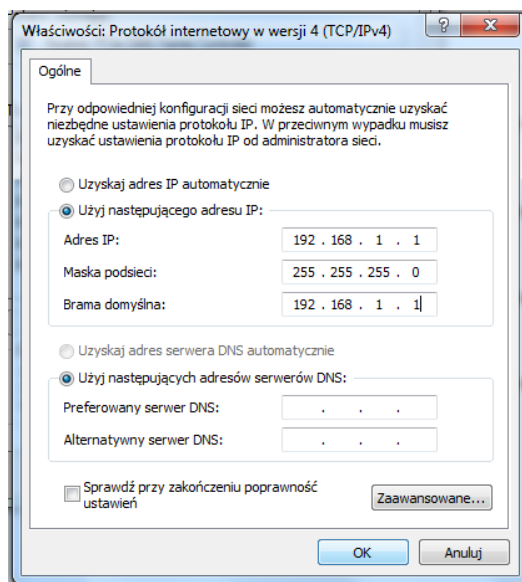 Właściwości: Protokół internetowy w wersji 4 (TCP/IPv4)
Ogólne
Przy odpowiedniej konfiguracji sieci możesz automatycznie uzyskać
niezbędne ustawienia protokołu IP. W przeciwnym wypadku musisz
uzyskać ustawienia protokołu IP od administratora sieci.
Uzyskaj adres IP automatycznie
Użyj następującego adresu IP:
Adres IP: 192 . 168 . 1 . 1
Maska podsieci: 255 . 255 . 255 . 0
Brama domyślna: 192 . 168 . 1 . 1
Uzyskaj adres serwera DNS automatycznie
Użyj następujących adresów serwerów DNS:
Preferowany serwer DNS: . . .
Alternatywny serwer DNS: . . .
Sprawdź przy zakończeniu poprawność
ustawień
Zaawansowane...
OK Anuluj